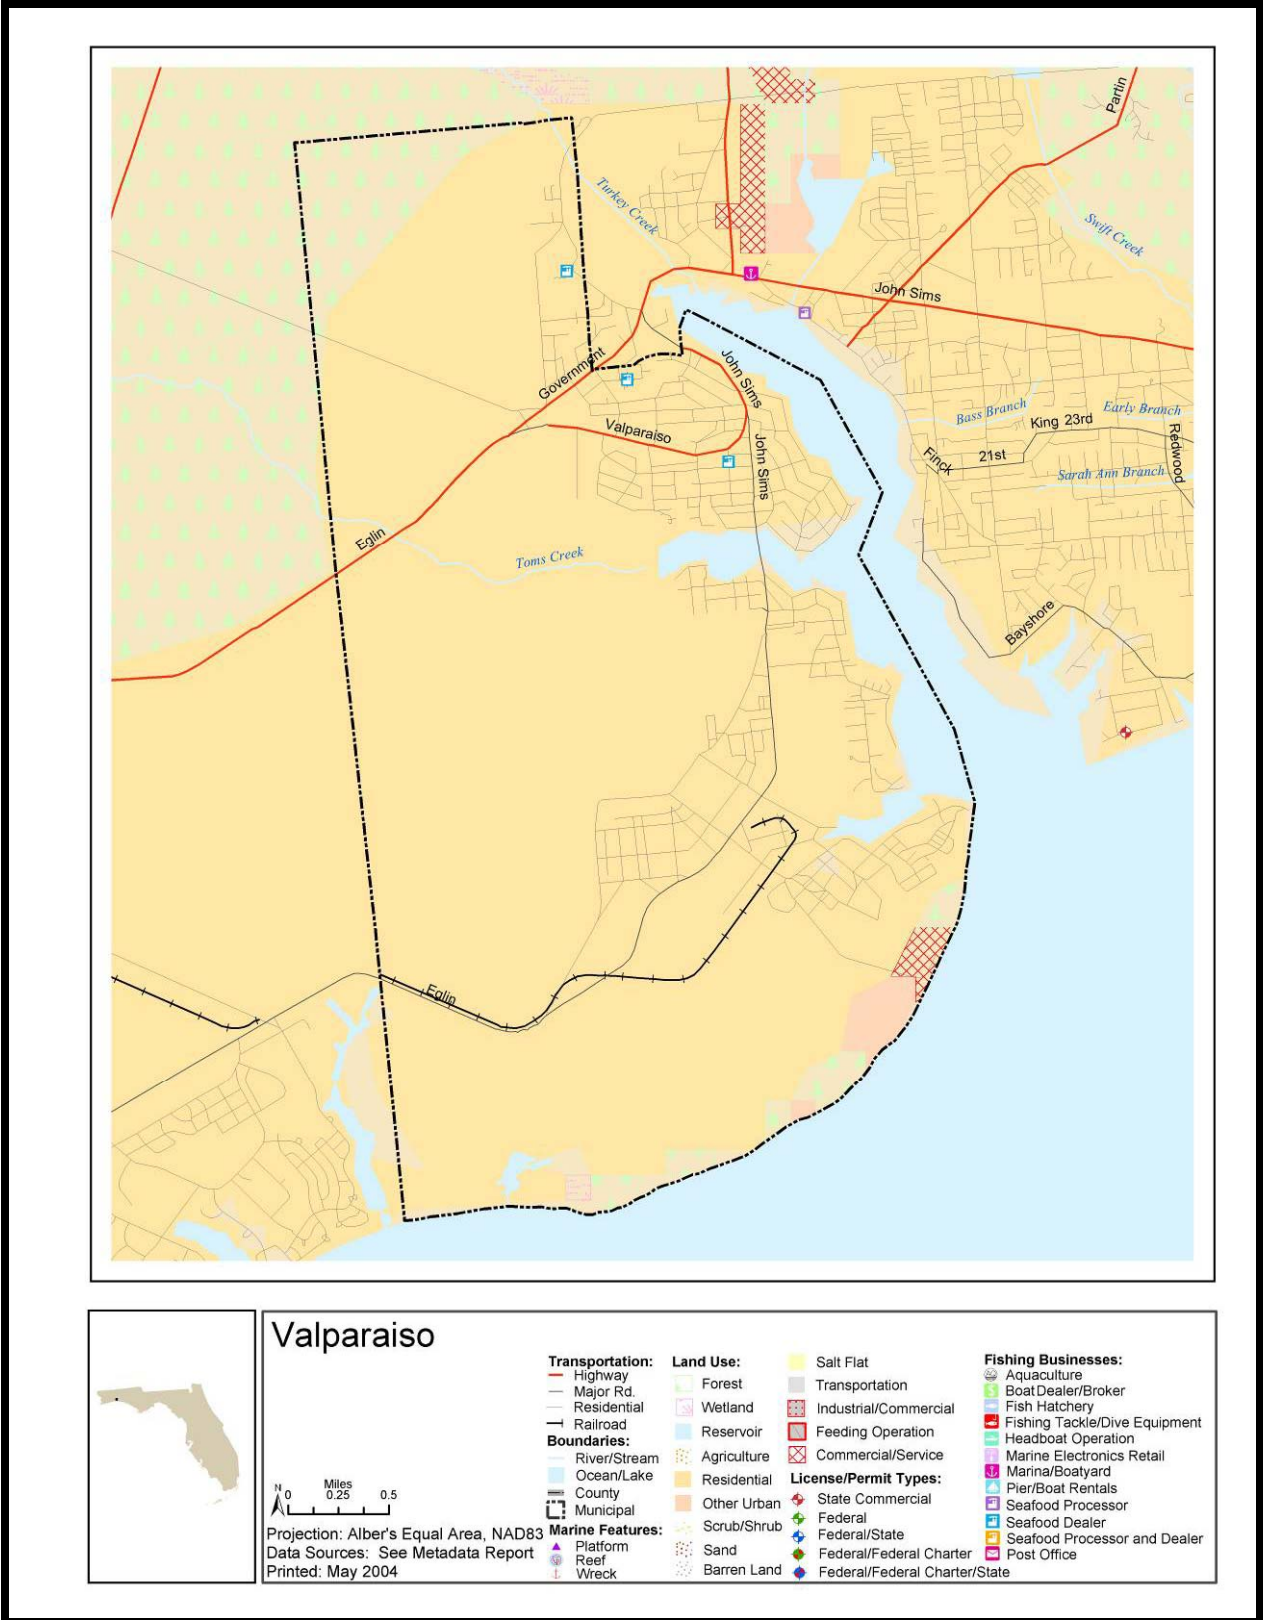 Partin
Turkey Creek
Swift Creek
John Sims
Government
John Sims
Valparaiso
John Sims
Bass Branch
Early Branch
King 23rd
Redwood
Finck
21st
Sarah Ann Branch
Eglin
Toms Creek
Bayshore
Eglin
Valparaiso
N
Miles
0 0.25 0.5
Projection: Alber's Equal Area, NAD83
Data Sources: See Metadata Report
Printed: May 2004
Transportation:
Highway
Major Rd.
Residential
Railroad
Boundaries:
River/Stream
Ocean/Lake
County
Municipal
Marine Features:
Platform
Reef
Wreck
Land Use:
Forest
Wetland
Reservoir
Agriculture
Residential
Other Urban
Scrub/Shrub
Sand
Barren Land
Salt Flat
Transportation
Industrial/Commercial
Feeding Operation
Commercial/Service
License/Permit Types:
State Commercial
Federal
Federal/State
Federal/Federal Charter
Federal/Federal Charter/State
Fishing Businesses:
Aquaculture
Boat Dealer/Broker
Fish Hatchery
Fishing Tackle/Dive Equipment
Headboat Operation
Marine Electronics Retail
Marina/Boatyard
Pier/Boat Rentals
Seafood Processor
Seafood Dealer
Seafood Processor and Dealer
Post Office